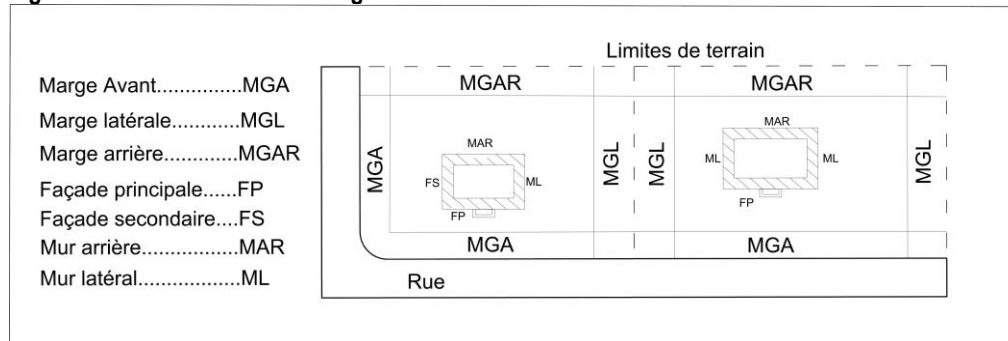 Limites de terrain
Marge Avant...............MGA
Marge latérale............MGL
Marge arrière.............MGAR
Façade principale......FP
Façade secondaire....FS
Mur arrière.................MAR
Mur latéral..................ML
MGAR
MGAR
MGA
MAR
FS
ML
FP
MGL
MGL
MAR
ML
ML
FP
MGL
MGA
MGA
Rue